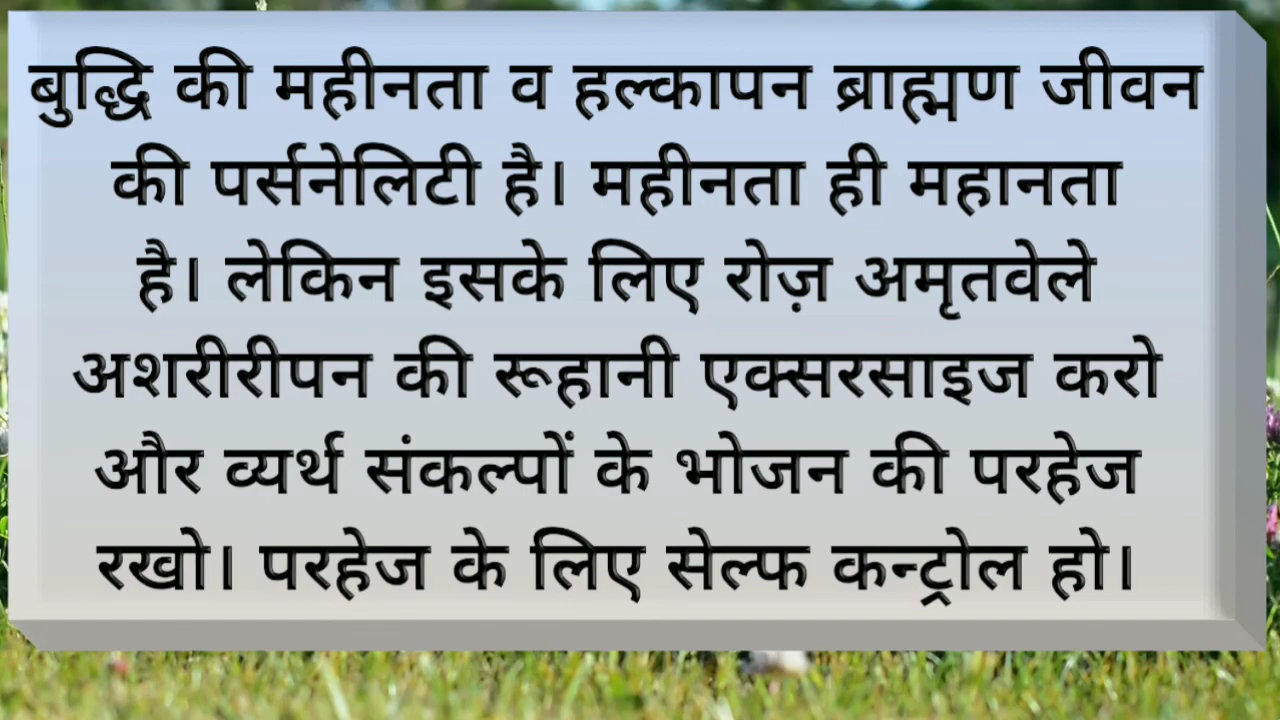 बुद्धि की महीनता व हल्कापन ब्राह्मण जीवन
की पर्सनेलिटी है। महीनता ही महानता
है। लेकिन इसके लिए रोज़ अमृतवेले
अशरीरीपन की रूहानी एक्सरसाइज करो
और व्यर्थ संकल्पों के भोजन की परहेज
रखो। परहेज के लिए सेल्फ कन्ट्रोल हो।